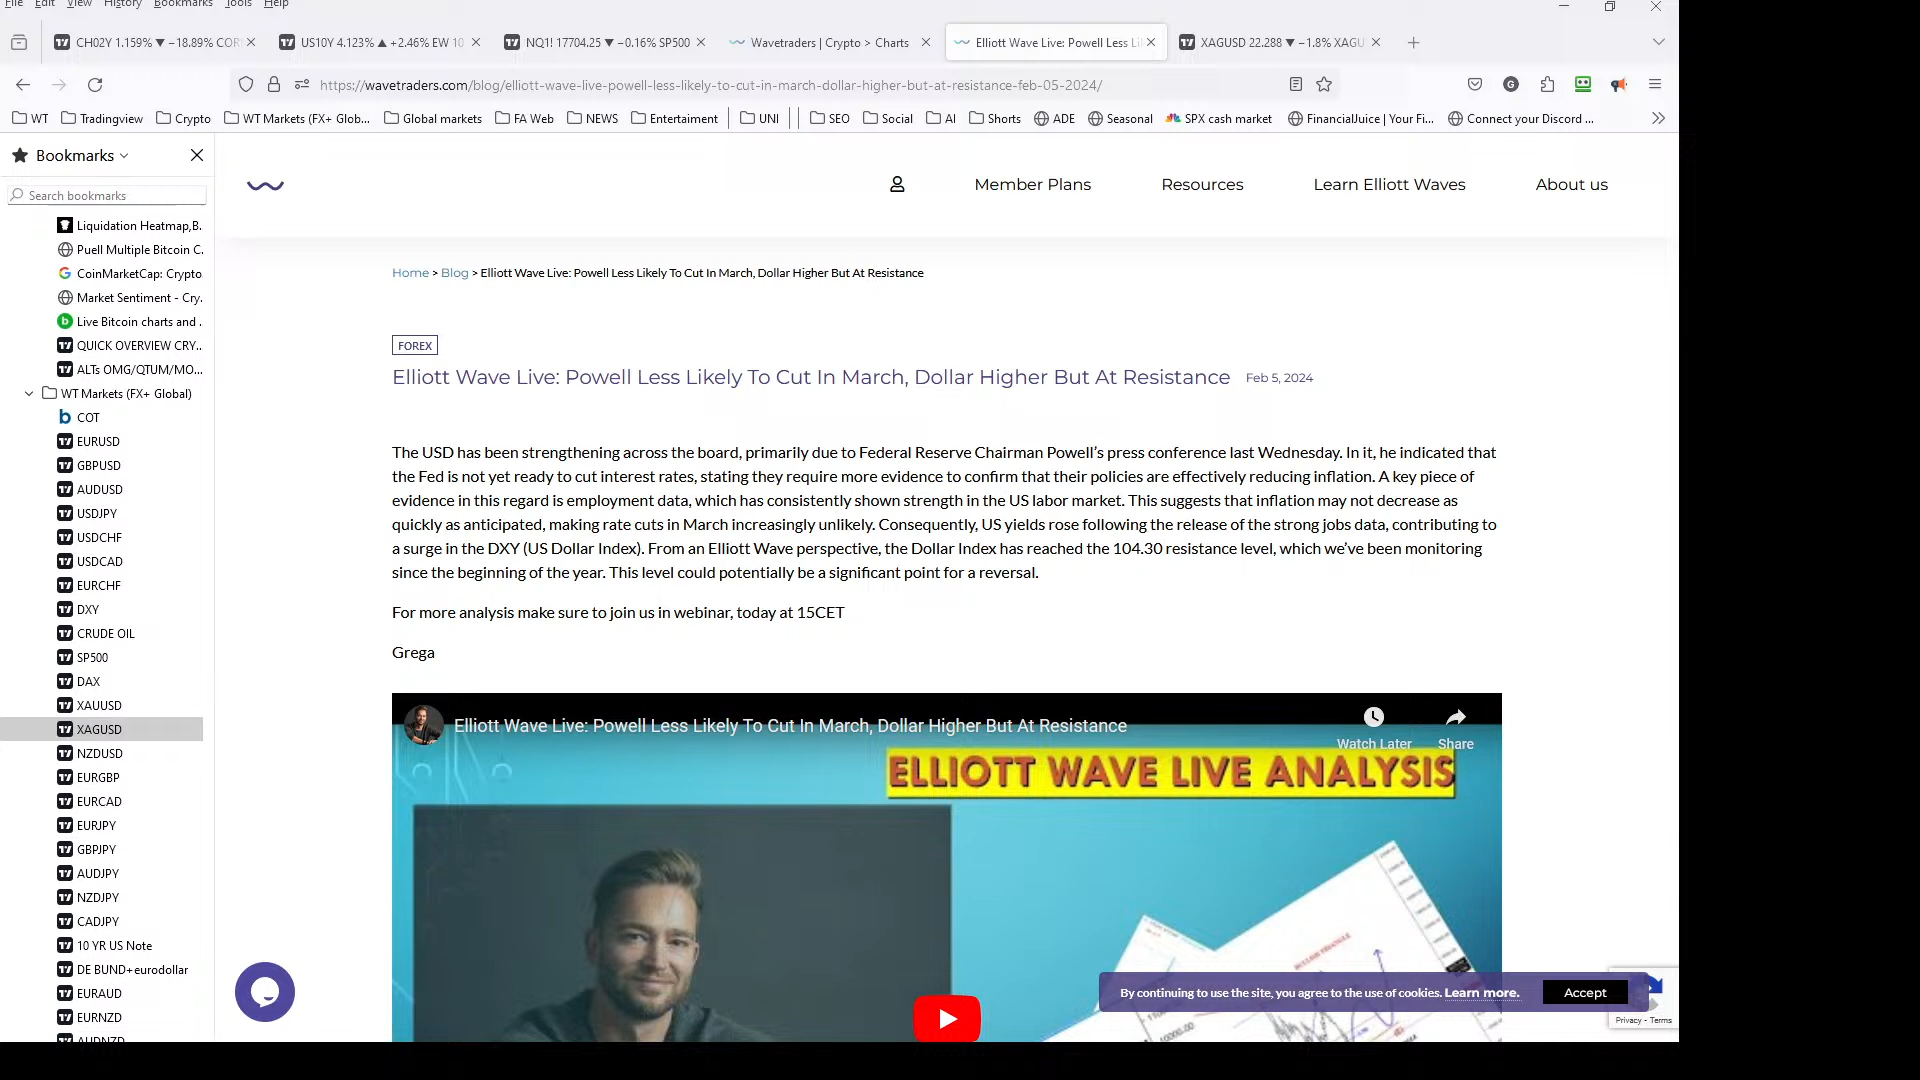 File Edit View History Bookmarks Tools Help
CH02Y 1.159% ▼ −18.89% COR
US10Y 4.123% ▲ +2.46% EW 10
NQ1! 17704.25 ▼ −0.16% SP500
Wavetraders | Crypto > Charts
Elliott Wave Live: Powell Less Li
XAGUSD 22.288 ▼ −1.8% XAGU
https://wavetraders.com/blog/elliott-wave-live-powell-less-likely-to-cut-in-march-dollar-higher-but-at-resistance-feb-05-2024/
WT Tradingview Crypto WT Markets (FX+ Glob... Global markets FA Web NEWS Entertaiment UNI SEO Social AI Shorts ADE Seasonal SPX cash market FinancialJuice | Your Fi... Connect your Discord ...
Bookmarks
Search bookmarks
Liquidation Heatmap,B.
Puell Multiple Bitcoin C.
CoinMarketCap: Crypto
Market Sentiment - Cry.
Live Bitcoin charts and .
QUICK OVERVIEW CRY..
ALTs OMG/QTUM/MO...
WT Markets (FX+ Global)
COT
EURUSD
GBPUSD
AUDUSD
USDJPY
USDCHF
USDCAD
EURCHF
DXY
CRUDE OIL
SP500
DAX
XAUUSD
XAGUSD
NZDUSD
EURGBP
EURCAD
EURJPY
GBPJPY
AUDJPY
NZDJPY
CADJPY
10 YR US Note
DE BUND+eurodollar
EURAUD
EURNZD
AUDNZD
Member Plans Resources Learn Elliott Waves About us
Home > Blog > Elliott Wave Live: Powell Less Likely To Cut In March, Dollar Higher But At Resistance
FOREX
Elliott Wave Live: Powell Less Likely To Cut In March, Dollar Higher But At Resistance Feb 5, 2024
The USD has been strengthening across the board, primarily due to Federal Reserve Chairman Powell’s press conference last Wednesday. In it, he indicated that
the Fed is not yet ready to cut interest rates, stating they require more evidence to confirm that their policies are effectively reducing inflation. A key piece of
evidence in this regard is employment data, which has consistently shown strength in the US labor market. This suggests that inflation may not decrease as
quickly as anticipated, making rate cuts in March increasingly unlikely. Consequently, US yields rose following the release of the strong jobs data, contributing to
a surge in the DXY (US Dollar Index). From an Elliott Wave perspective, the Dollar Index has reached the 104.30 resistance level, which we’ve been monitoring
since the beginning of the year. This level could potentially be a significant point for a reversal.
For more analysis make sure to join us in webinar, today at 15CET
Grega
Elliott Wave Live: Powell Less Likely To Cut In March, Dollar Higher But At Resistance
Watch Later Share
ELLIOTT WAVE LIVE ANALYSIS
By continuing to use the site, you agree to the use of cookies. Learn more. Accept
Privacy - Terms